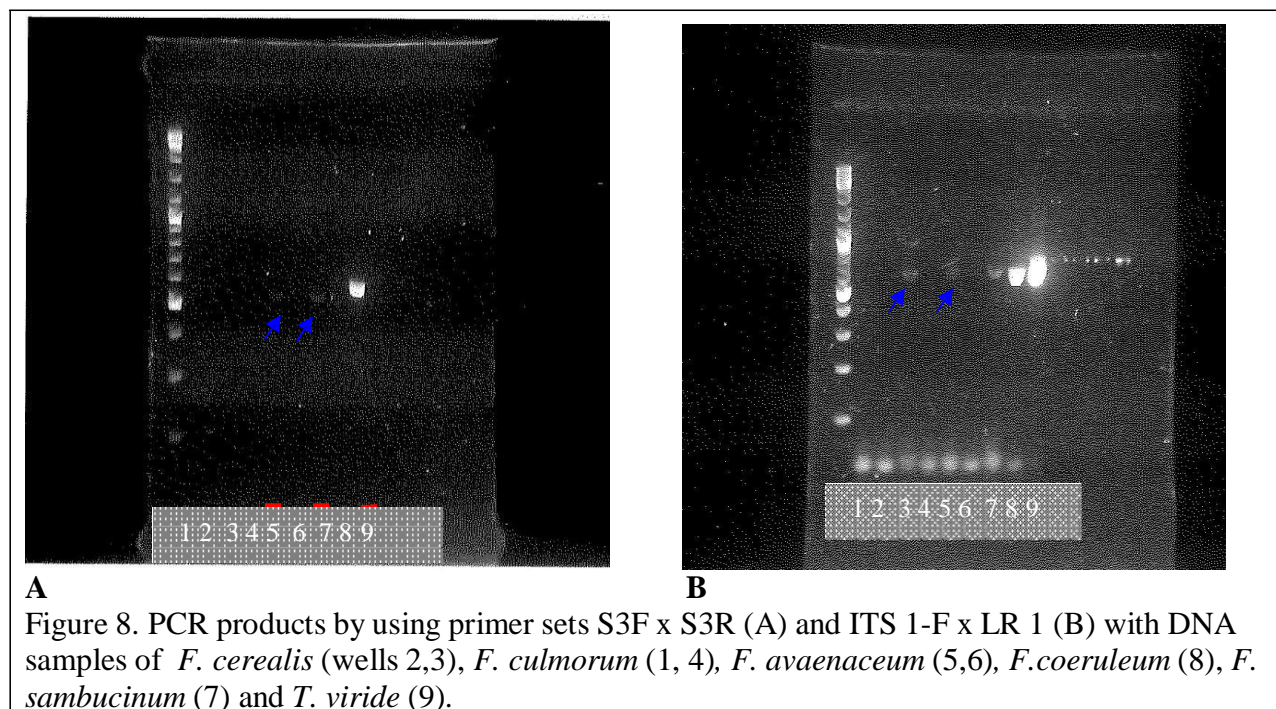 1 2 3 4 5 6 7 8 9
1 2 3 4 5 6 7 8 9
A B
Figure 8. PCR products by using primer sets S3F x S3R (A) and ITS 1-F x LR 1 (B) with DNA
samples of F. cerealis (wells 2,3), F. culmorum (1, 4), F. avaenaceum (5,6), F.coeruleum (8), F.
sambucinum (7) and T. viride (9).